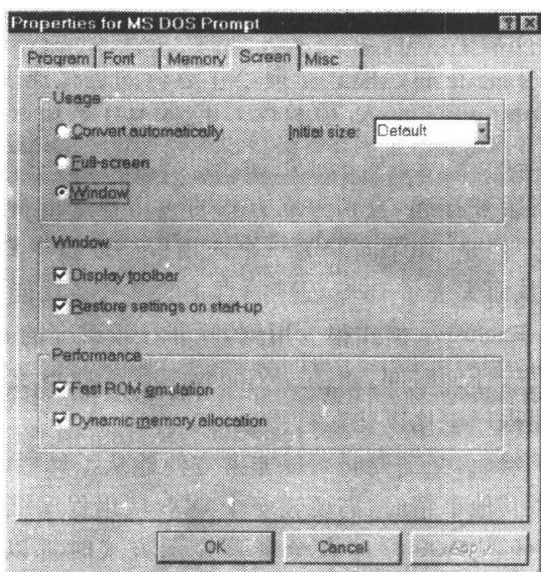 Properties for MS DOS Prompt
Program Font Memory Screen Misc
Usage
Convert automatically Initial size: Default
Full-screen
Window
Window
Display toolbar
Restore settings on start-up
Performance
Fast ROM emulation
Dynamic memory allocation
OK Cancel Apply